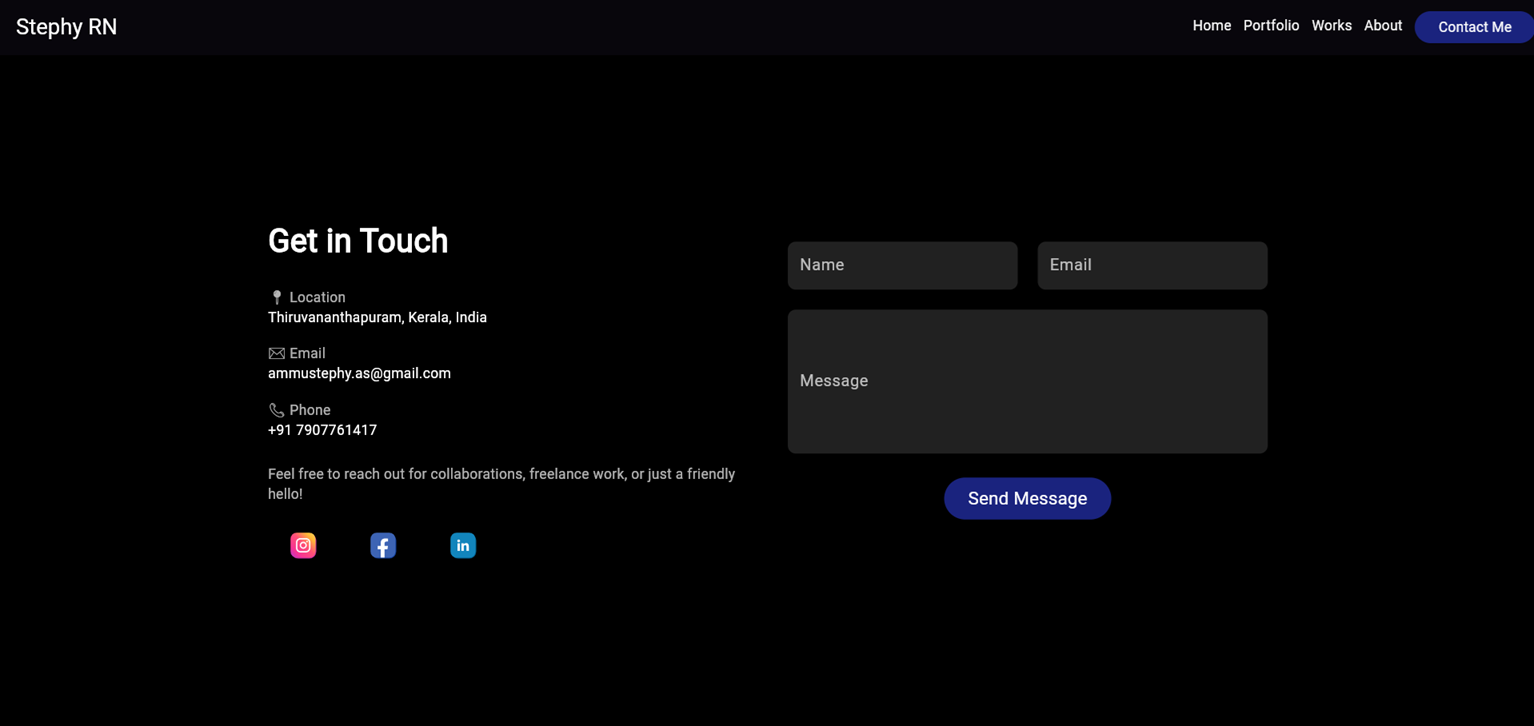 Stephy RN
Home Portfolio Works About Contact Me
Get in Touch
Location
Thiruvananthapuram, Kerala, India
Email
ammustephy.as@gmail.com
Phone
+91 7907761417
Feel free to reach out for collaborations, freelance work, or just a friendly
hello!
in
Name Email
Message
Send Message